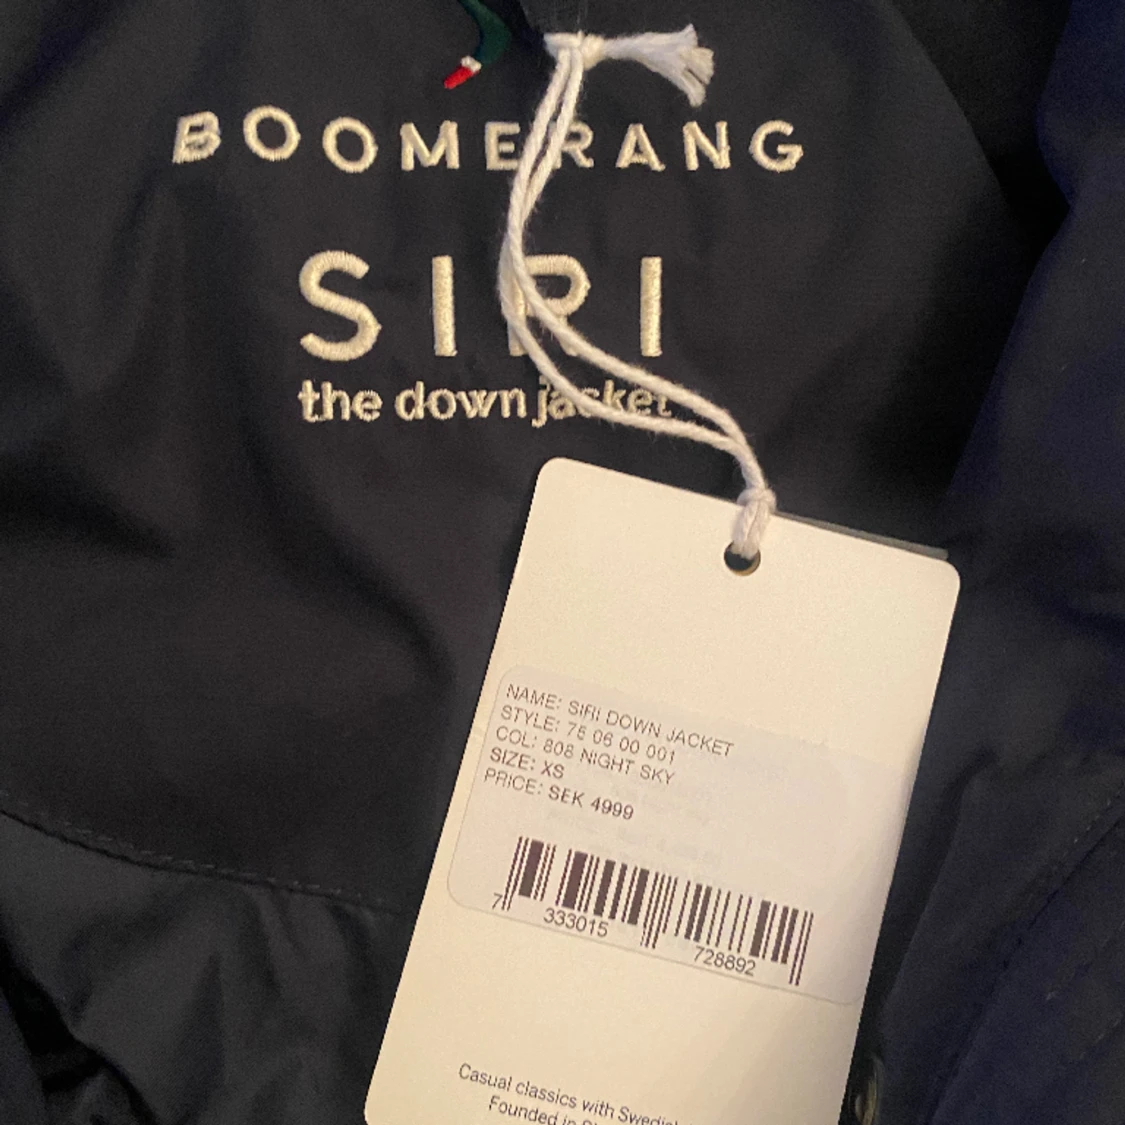 BOOMERANG
SIRI
the down jacket
NAME: SIRI DOWN JACKET
STYLE: 75 06 00 001
COL: 808 NIGHT SKY
SIZE: XS
PRICE: SEK 4999
7 333015 728892
Casual classics with
Founded in